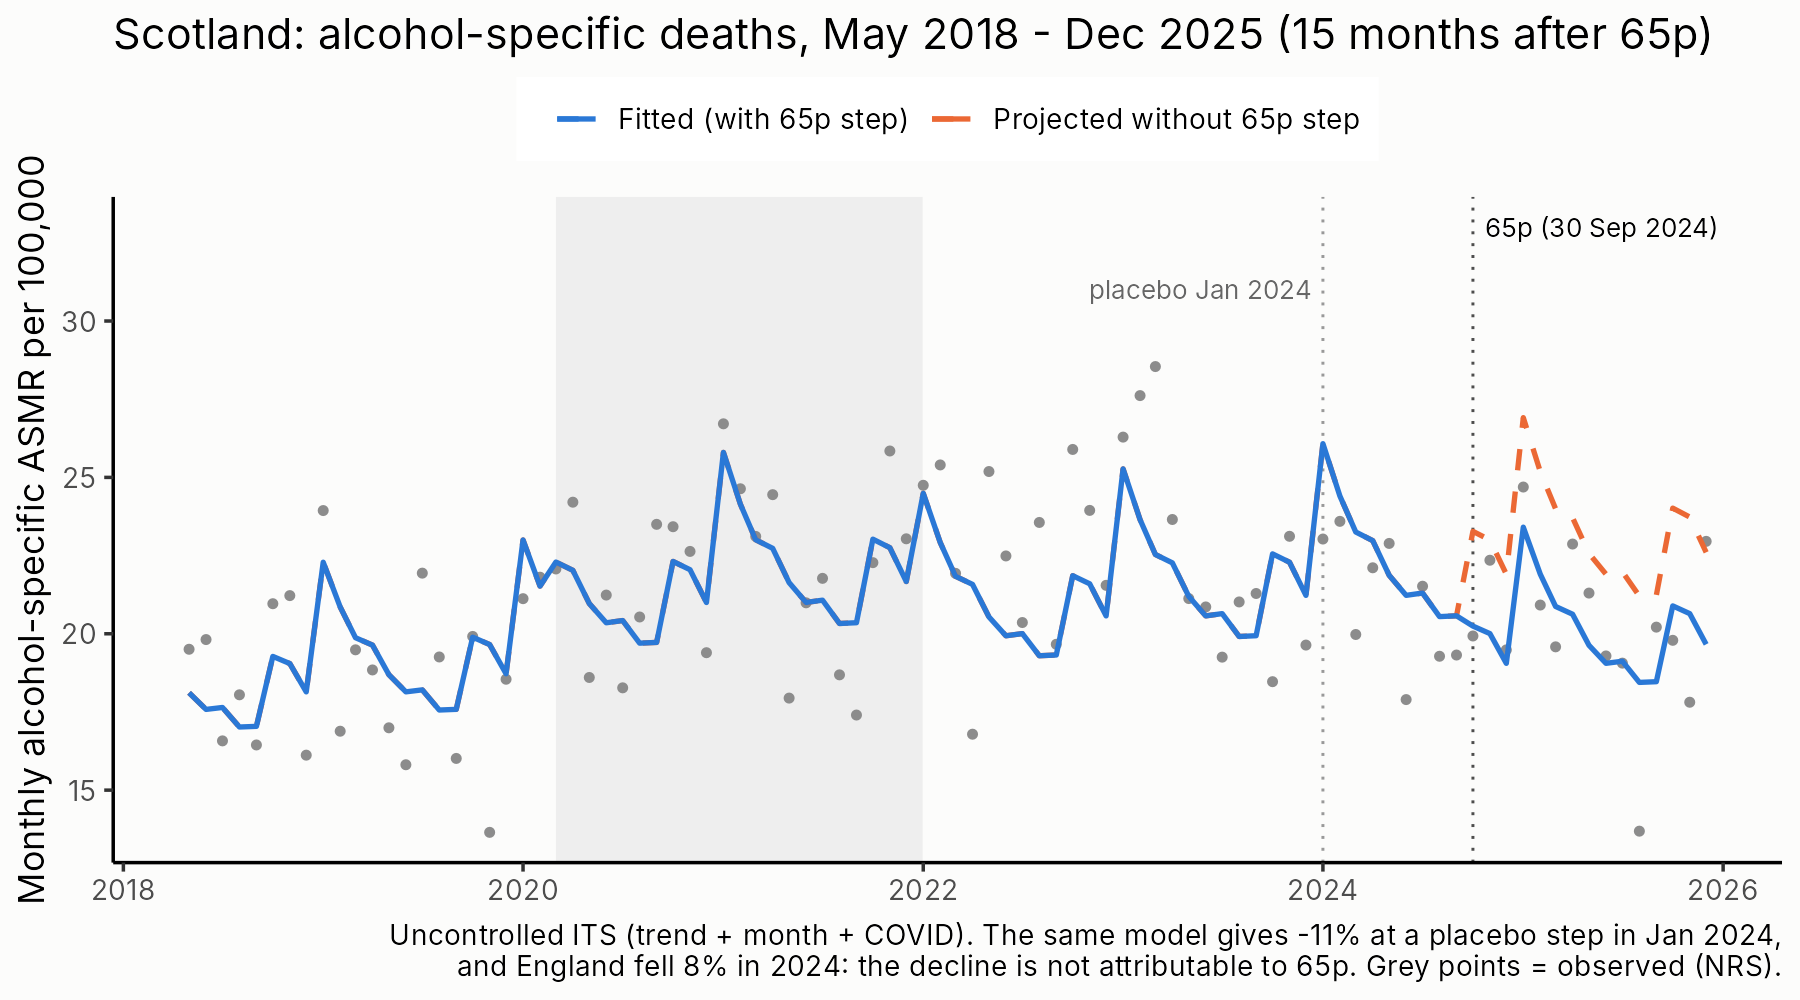 Scotland: alcohol-specific deaths, May 2018 - Dec 2025 (15 months after 65p)
Fitted (with 65p step)
Projected without 65p step
Monthly alcohol-specific ASMR per 100,000
65p (30 Sep 2024)
placebo Jan 2024
30
25
20
15
2018
2020
2022
2024
2026
Uncontrolled ITS (trend + month + COVID). The same model gives -11% at a placebo step in Jan 2024,
and England fell 8% in 2024: the decline is not attributable to 65p. Grey points = observed (NRS).